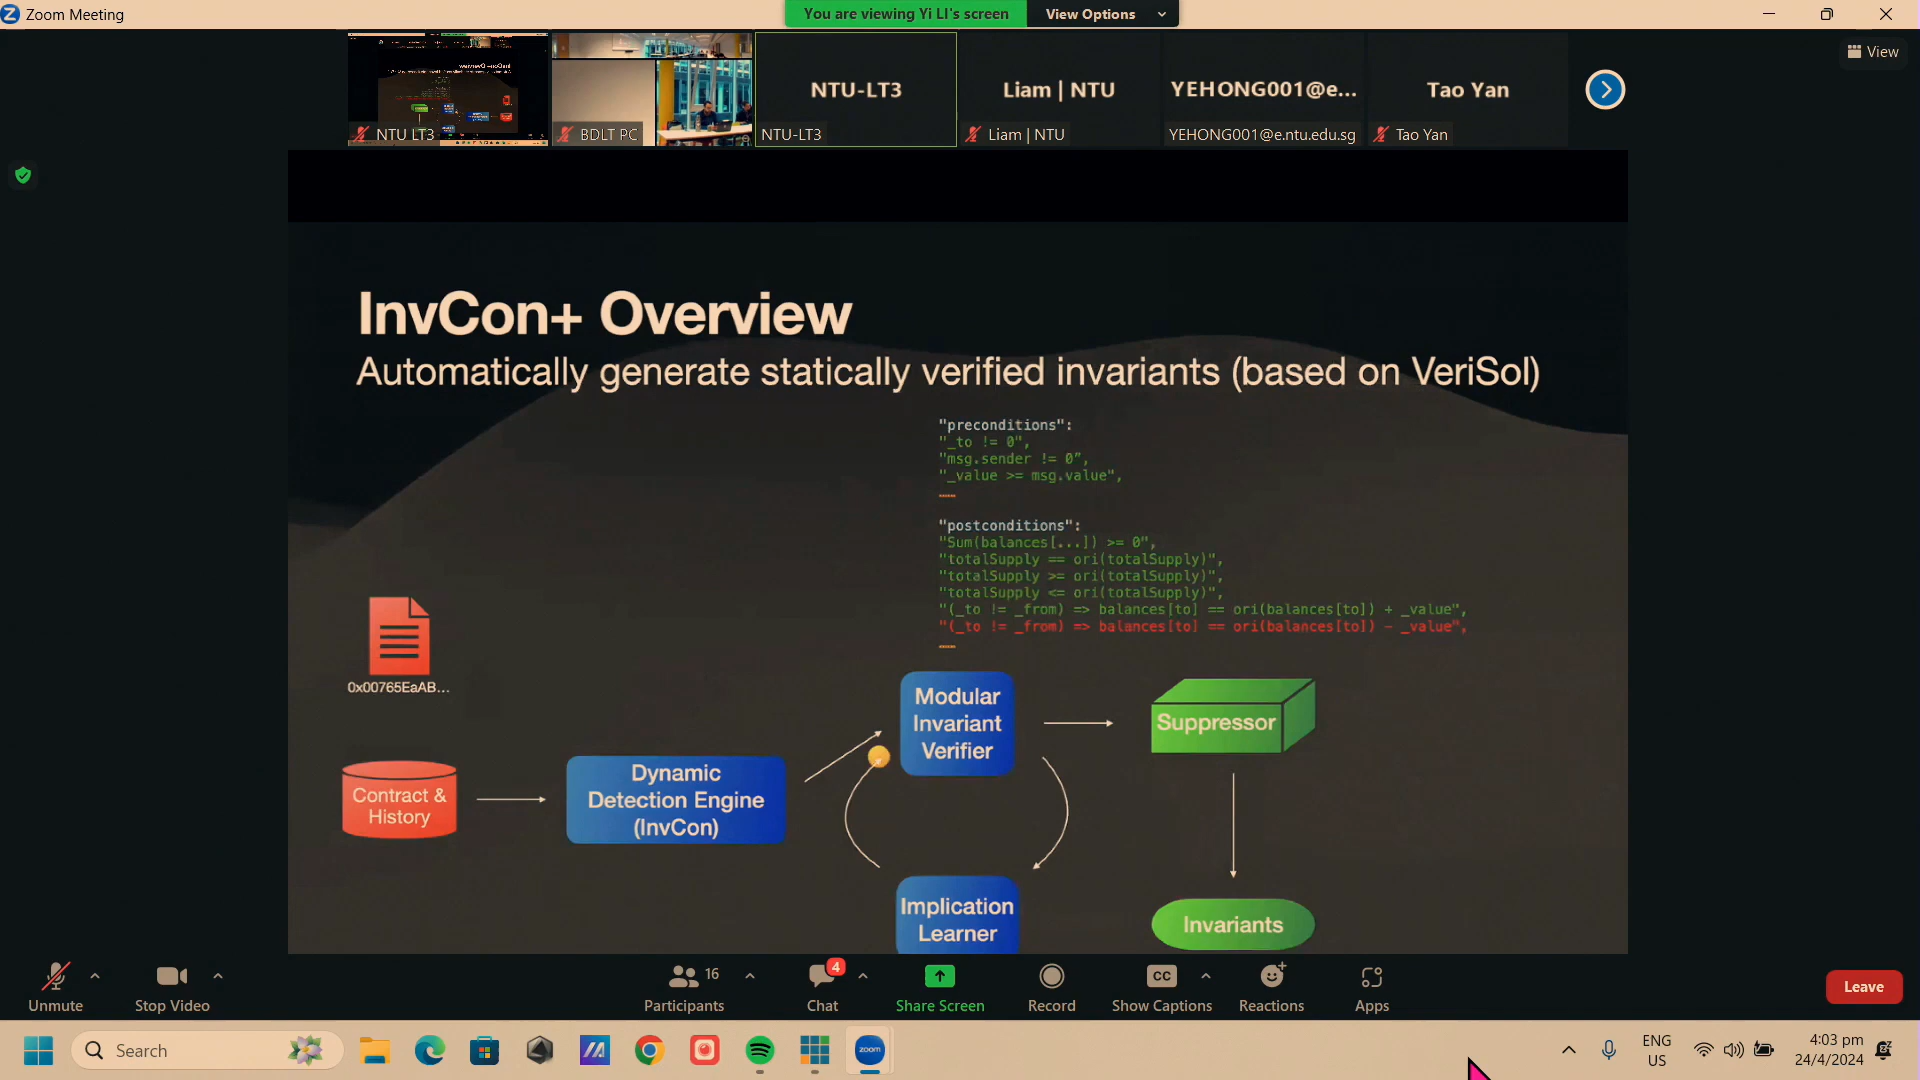 Zoom Meeting
You are viewing Yi LI's screen
View Options
View
NTU LT3
BDLT PC
NTU-LT3
NTU-LT3
Liam | NTU
Liam | NTU
YEHONG001@e...
YEHONG001@e.ntu.edu.sg
Tao Yan
Tao Yan
InvCon+ Overview
Automatically generate statically verified invariants (based on VeriSol)
"preconditions":
"_to != 0",
"msg.sender != 0",
"_value >= msg.value",
......
"postconditions":
"Sum(balances[...]) >= 0",
"totalSupply == ori(totalSupply)",
"totalSupply >= ori(totalSupply)",
"totalSupply <= ori(totalSupply)",
"(_to != _from) => balances[to] == ori(balances[to]) + _value",
"(_to != _from) => balances[to] == ori(balances[to]) - _value",
......
0x00765EaAB...
Contract &
History
Dynamic
Detection Engine
(InvCon)
Modular
Invariant
Verifier
Implication
Learner
Suppressor
Invariants
Unmute
Stop Video
16
Participants
4
Chat
Share Screen
Record
CC
Show Captions
Reactions
Apps
Leave
Search
zoom
ENG
US
4:03 pm
24/4/2024